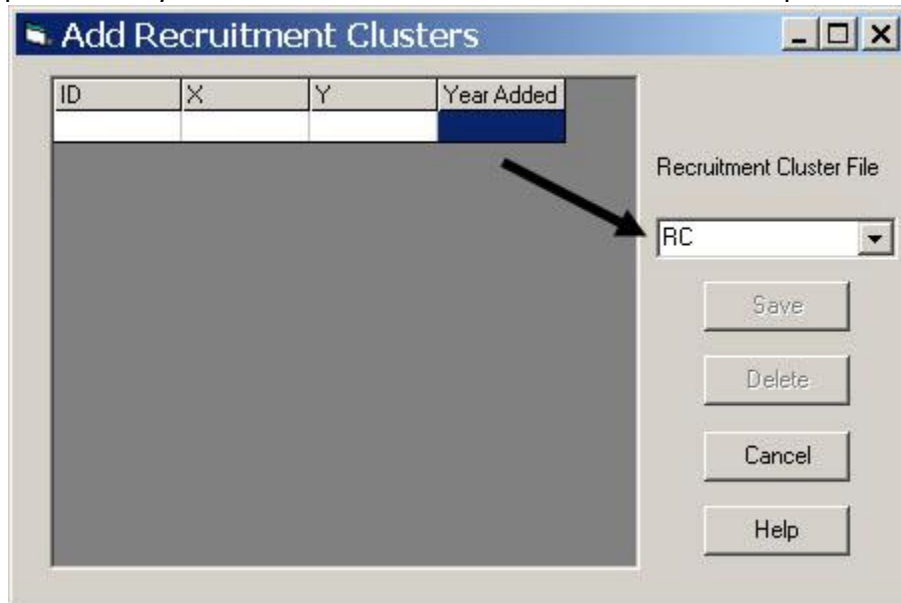 Add Recruitment Clusters
ID X Y Year Added
Recruitment Cluster File
RC
Save
Delete
Cancel
Help